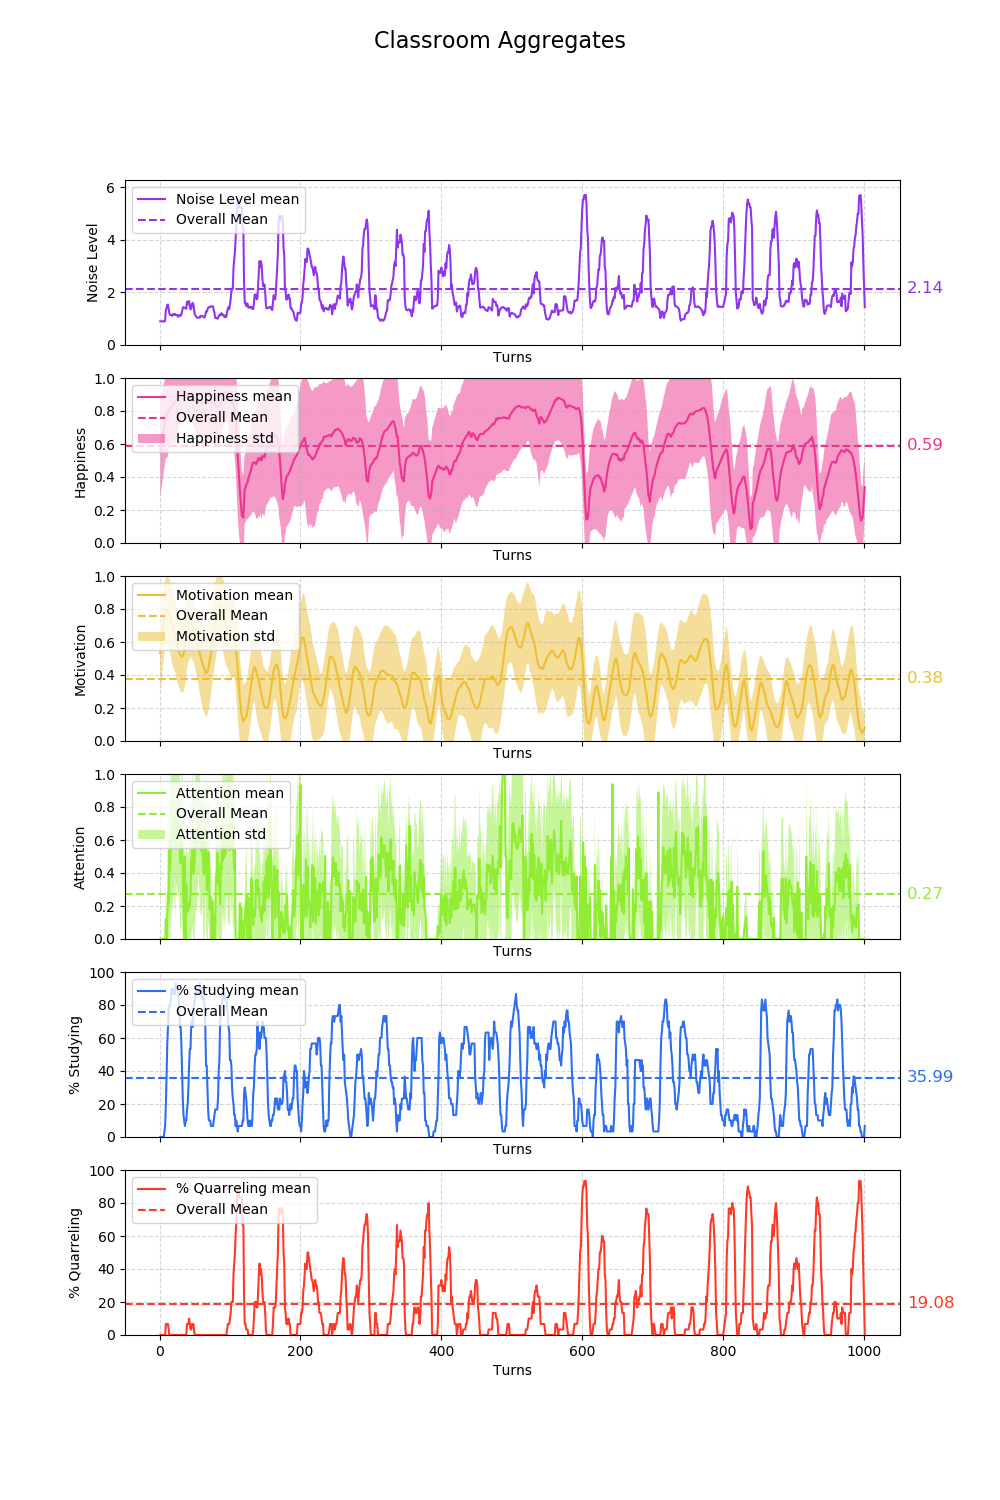 Classroom Aggregates
Noise Level
6
4
2
0
Noise Level mean
Overall Mean
2.14
Turns
Happiness
1.0
0.8
0.6
0.4
0.2
0.0
Happiness mean
Overall Mean
Happiness std
0.59
Turns
Motivation
1.0
0.8
0.6
0.4
0.2
0.0
Motivation mean
Overall Mean
Motivation std
0.38
Turns
Attention
1.0
0.8
0.6
0.4
0.2
0.0
Attention mean
Overall Mean
Attention std
0.27
Turns
% Studying
100
80
60
40
20
0
% Studying mean
Overall Mean
35.99
Turns
% Quarreling
100
80
60
40
20
0
% Quarreling mean
Overall Mean
19.08
0 200 400 600 800 1000
Turns